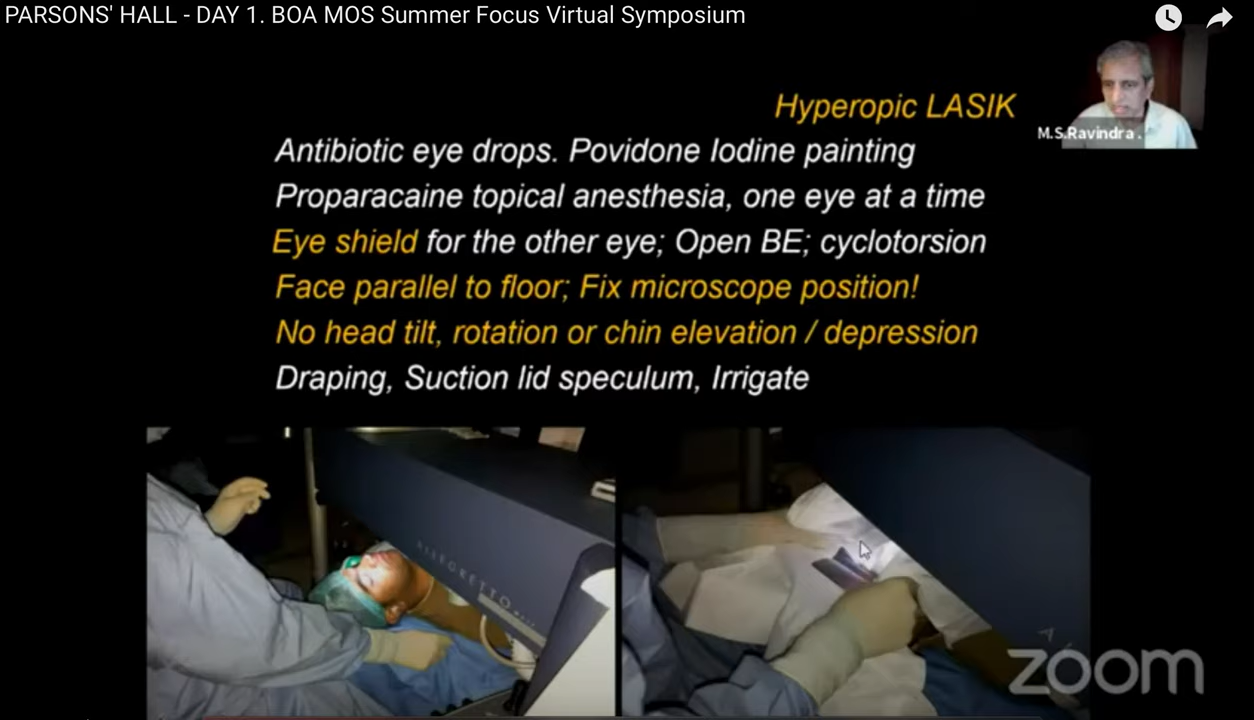 PARSONS' HALL - DAY 1. BOA MOS Summer Focus Virtual Symposium
Hyperopic LASIK
M.S.Ravindra .
Antibiotic eye drops. Povidone Iodine painting
Proparacaine topical anesthesia, one eye at a time
Eye shield for the other eye; Open BE; cyclotorsion
Face parallel to floor; Fix microscope position!
No head tilt, rotation or chin elevation / depression
Draping, Suction lid speculum, Irrigate
ALLEGRETTO
A
zoom